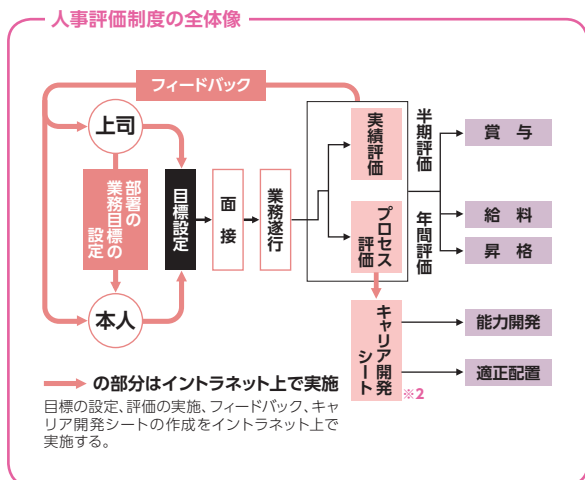 人事評価制度の全体像
フィードバック
上司
部署の
業務目標の
設定
本人
目標設定
面接
業務遂行
実績評価
プロセス
評価
半期評価
年間評価
賞 与
給 料
昇 格
キャリア開発
シート
※2
能力開発
適正配置
の部分はイントラネット上で実施
目標の設定、評価の実施、フィードバック、キャ
リア開発シートの作成をイントラネット上で
実施する。